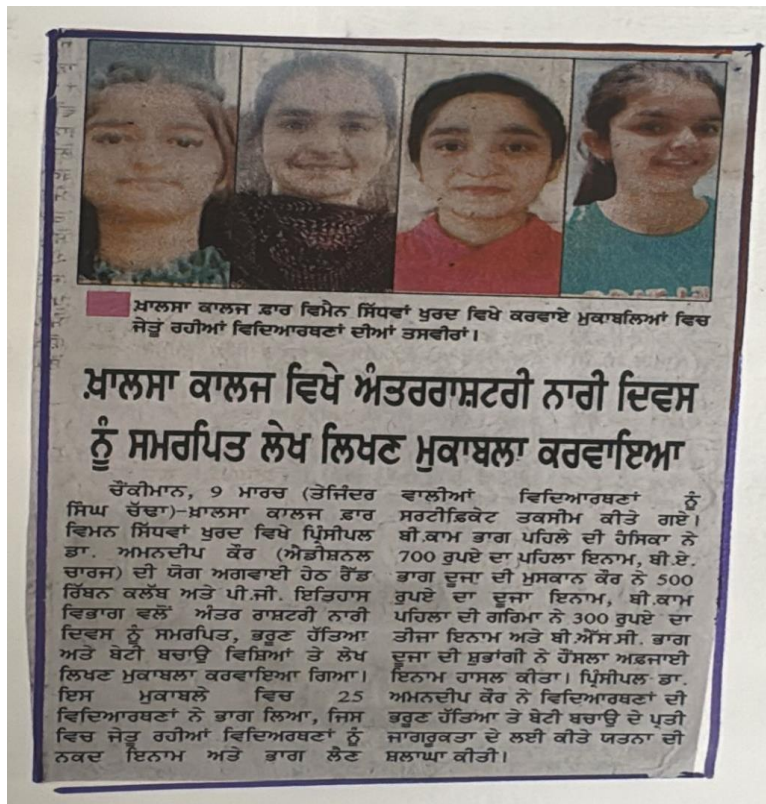 ਖ਼ਾਲਸਾ ਕਾਲਜ ਫ਼ਾਰ ਵਿਮੈਨ ਸਿੱਧਵਾਂ ਖੁਰਦ ਵਿਖੇ ਕਰਵਾਏ ਮੁਕਾਬਲਿਆਂ ਵਿਚ
ਜੇਤੂ ਰਹੀਆਂ ਵਿਦਿਆਰਥਣਾਂ ਦੀਆਂ ਤਸਵੀਰਾਂ।
ਖ਼ਾਲਸਾ ਕਾਲਜ ਵਿਖੇ ਅੰਤਰਰਾਸ਼ਟਰੀ ਨਾਰੀ ਦਿਵਸ
ਨੂੰ ਸਮਰਪਿਤ ਲੇਖ ਲਿਖਣ ਮੁਕਾਬਲਾ ਕਰਵਾਇਆ
ਚੌਂਕੀਮਾਨ, 9 ਮਾਰਚ (ਤੇਜਿੰਦਰ
ਸਿੰਘ ਚੱਢਾ)-ਖ਼ਾਲਸਾ ਕਾਲਜ ਫ਼ਾਰ
ਵਿਮਨ ਸਿੱਧਵਾਂ ਖੁਰਦ ਵਿਖੇ ਪ੍ਰਿੰਸੀਪਲ
ਡਾ. ਅਮਨਦੀਪ ਕੌਰ (ਐਡੀਸ਼ਨਲ
ਚਾਰਜ) ਦੀ ਯੋਗ ਅਗਵਾਈ ਹੇਠ ਰੈੱਡ
ਰਿੱਬਨ ਕਲੱਬ ਅਤੇ ਪੀ.ਜੀ. ਇਤਿਹਾਸ
ਵਿਭਾਗ ਵਲੋਂ ਅੰਤਰ ਰਾਸ਼ਟਰੀ ਨਾਰੀ
ਦਿਵਸ ਨੂੰ ਸਮਰਪਿਤ, ਭਰੂਣ ਹੱਤਿਆ
ਅਤੇ ਬੇਟੀ ਬਚਾਉ ਵਿਸ਼ਿਆਂ ਤੇ ਲੇਖ
ਲਿਖਣ ਮੁਕਾਬਲਾ ਕਰਵਾਇਆ ਗਿਆ।
ਇਸ ਮੁਕਾਬਲੇ ਵਿਚ 25
ਵਿਦਿਆਰਥਣਾਂ ਨੇ ਭਾਗ ਲਿਆ, ਜਿਸ
ਵਿਚ ਜੇਤੂ ਰਹੀਆਂ ਵਿਦਿਅਰਥਣਾਂ ਨੂੰ
ਨਕਦ ਇਨਾਮ ਅਤੇ ਭਾਗ ਲੈਣ
ਵਾਲੀਆਂ ਵਿਦਿਆਰਥਣਾਂ ਨੂੰ
ਸਰਟੀਫ਼ਿਕੇਟ ਤਕਸੀਮ ਕੀਤੇ ਗਏ।
ਬੀ.ਕਾਮ ਭਾਗ ਪਹਿਲੇ ਦੀ ਹੰਸਿਕਾ ਨੇ
700 ਰੁਪਏ ਦਾ ਪਹਿਲਾ ਇਨਾਮ, ਬੀ.ਏ.
ਭਾਗ ਦੂਜਾ ਦੀ ਮੁਸਕਾਨ ਕੌਰ ਨੇ 500
ਰੁਪਏ ਦਾ ਦੂਜਾ ਇਨਾਮ, ਬੀ.ਕਾਮ
ਪਹਿਲਾ ਦੀ ਗਰਿਮਾ ਨੇ 300 ਰੁਪਏ ਦਾ
ਤੀਜਾ ਇਨਾਮ ਅਤੇ ਬੀ.ਐੱਸ.ਸੀ. ਭਾਗ
ਦੂਜਾ ਦੀ ਸ਼ੁਭਾਂਗੀ ਨੇ ਹੌਂਸਲਾ ਅਫ਼ਜਾਈ
ਇਨਾਮ ਹਾਸਲ ਕੀਤਾ। ਪ੍ਰਿੰਸੀਪਲ ਡਾ.
ਅਮਨਦੀਪ ਕੌਰ ਨੇ ਵਿਦਿਆਰਥਣਾਂ ਦੀ
ਭਰੂਣ ਹੱਤਿਆ ਤੇ ਬੇਟੀ ਬਚਾਉ ਦੇ ਪ੍ਰਤੀ
ਜਾਗਰੂਕਤਾ ਦੇ ਲਈ ਕੀਤੇ ਯਤਨਾ ਦੀ
ਸ਼ਲਾਘਾ ਕੀਤੀ।